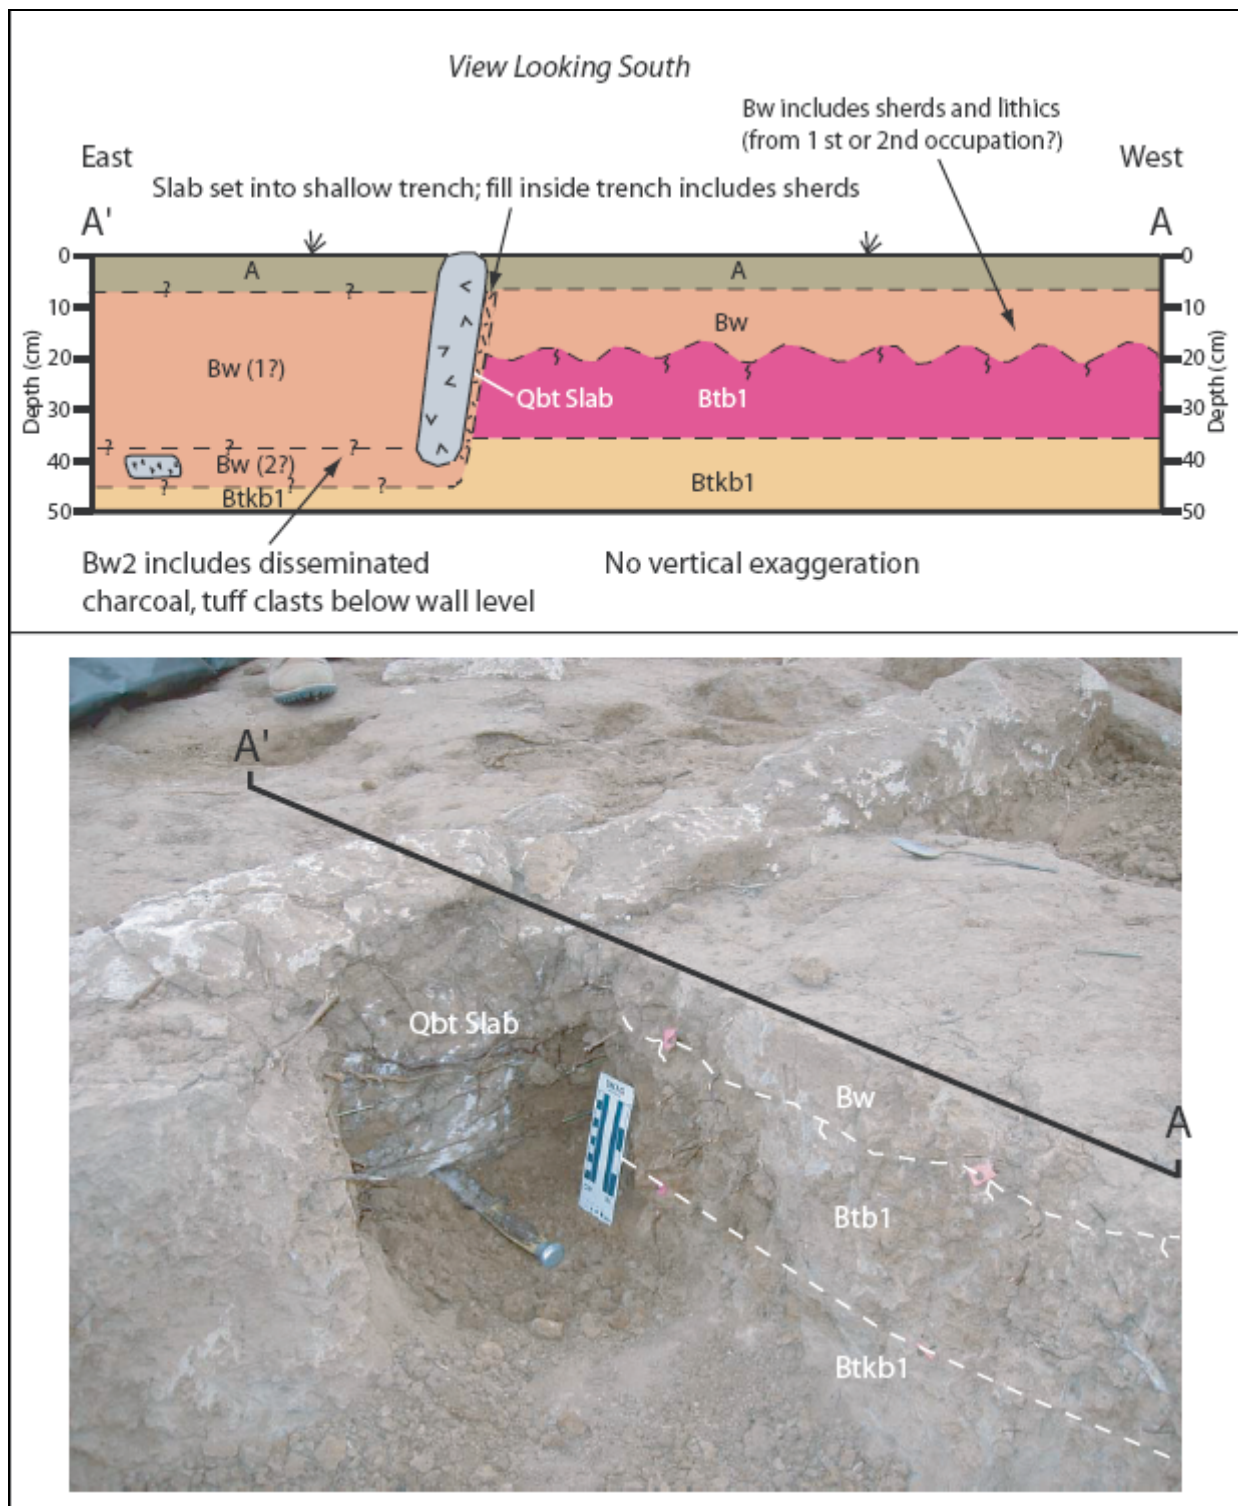 View Looking South
Bw includes sherds and lithics
(from 1 st or 2nd occupation?)
East
West
Slab set into shallow trench; fill inside trench includes sherds
A'
A
0
10
20
30
40
50
Depth (cm)
A
? ?
Bw (1?)
? ? ?
Bw (2?)
? ? ?
Btkb1
Qbt Slab
A
Bw
Btb1
Btkb1
0
10
20
30
40
50
Depth (cm)
Bw2 includes disseminated
charcoal, tuff clasts below wall level
No vertical exaggeration
A'
Qbt Slab
Bw
A
Btb1
Btkb1